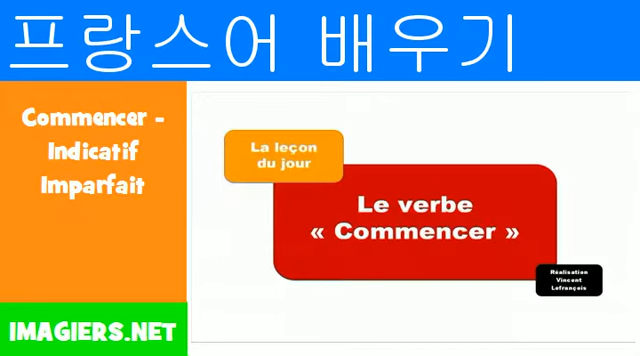 프랑스어 배우기
Commencer -
Indicatif
Imparfait
IMAGIERS.NET
La leçon
du jour
Le verbe
« Commencer »
Réalisation
Vincent
Lefrançois